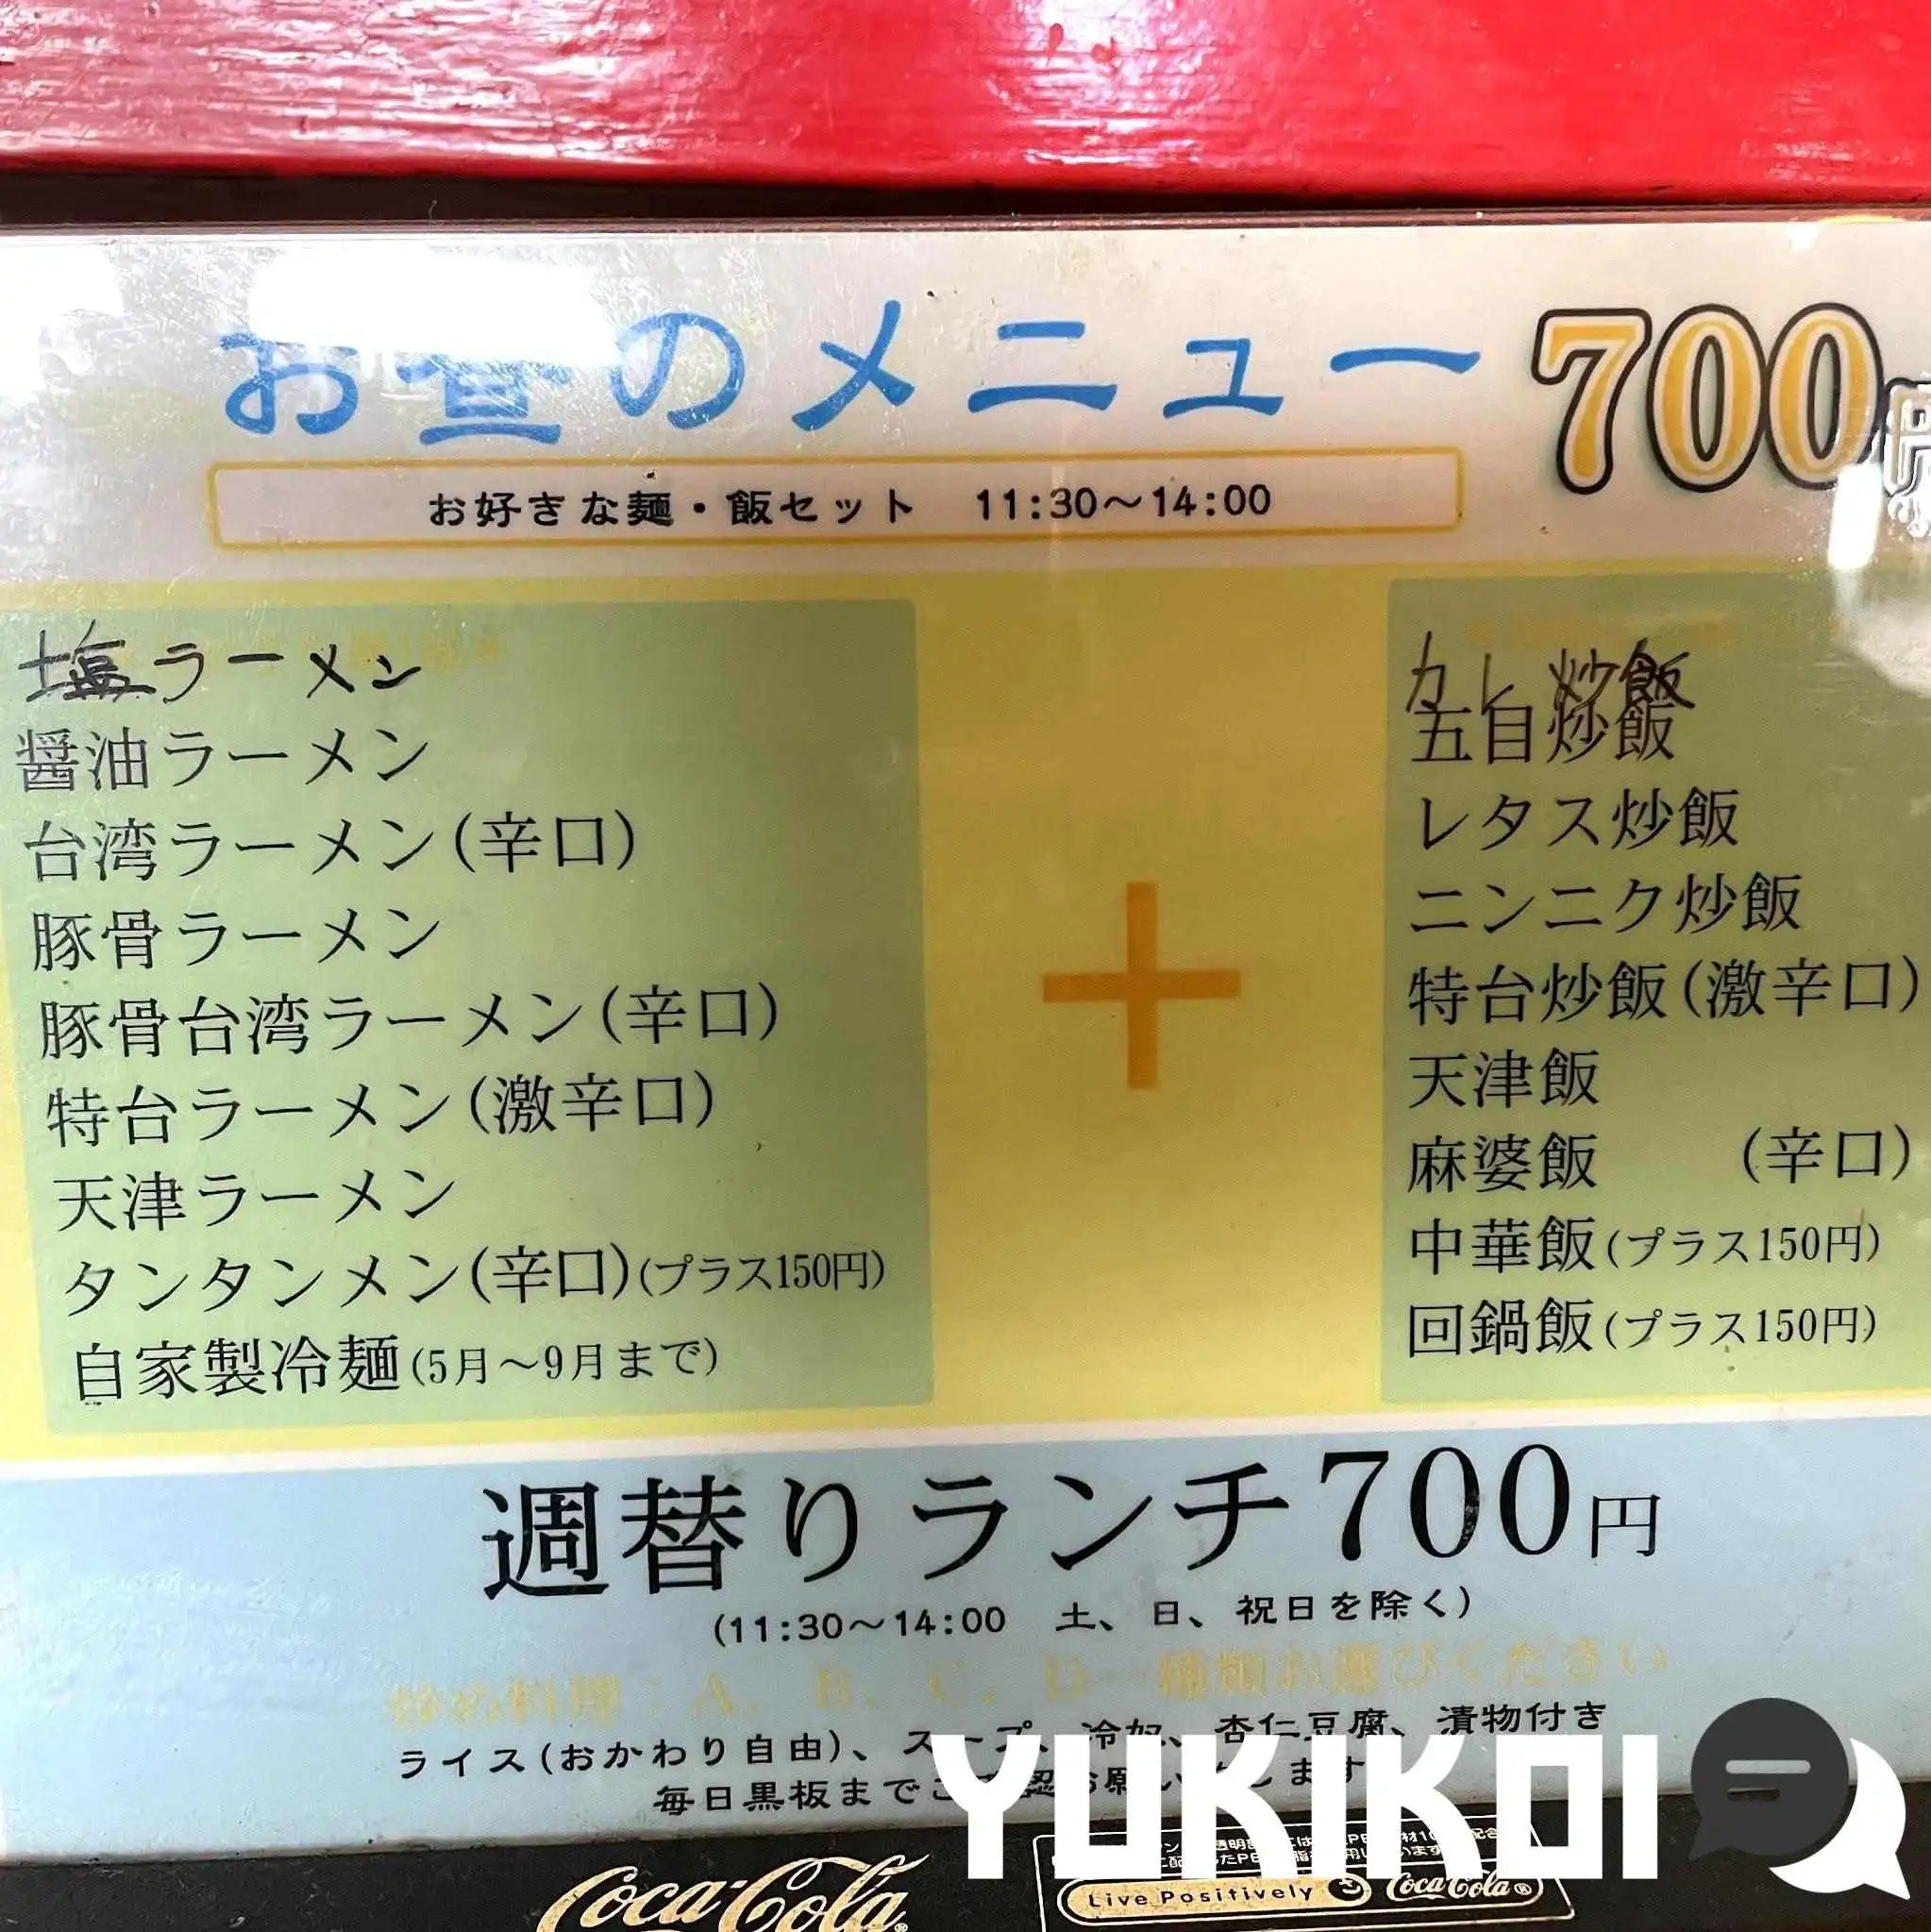 お昼のメニュー 700円
お好きな麺・飯セット 11:30～14:00
塩ラーメン
醤油ラーメン
台湾ラーメン(辛口)
豚骨ラーメン
豚骨台湾ラーメン(辛口)
特台ラーメン(激辛口)
天津ラーメン
タンタンメン(辛口)(プラス150円)
自家製冷麺(5月～9月まで)
+
カレー炒飯
五目炒飯
レタス炒飯
ニンニク炒飯
特台炒飯(激辛口)
天津飯
麻婆飯 (辛口)
中華飯(プラス150円)
回鍋飯(プラス150円)
週替りランチ700円
(11:30～14:00 土、日、祝日を除く)
ライス(おかわり自由)、スープ、冷奴、杏仁豆腐、漬物付き
毎日黒板まで
YUKIKOI
Coca-Cola
Live Positively Coca-Cola